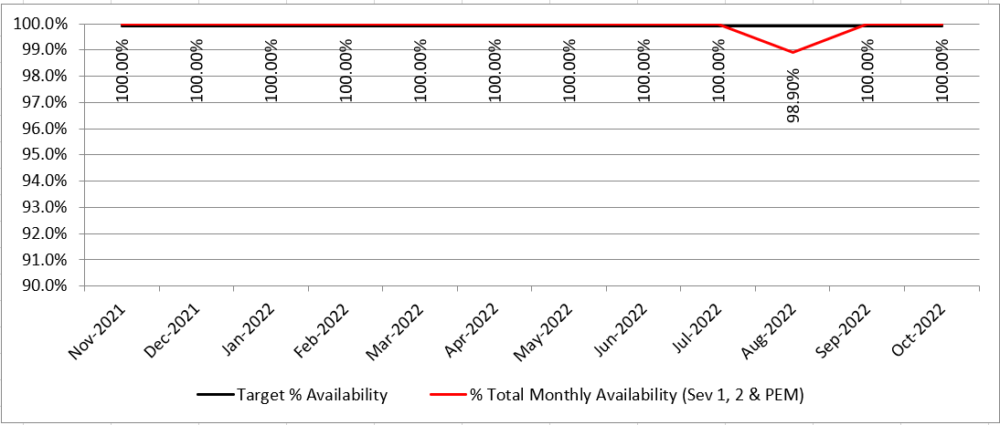 100.0%
99.0%
98.0%
97.0%
96.0%
95.0%
94.0%
93.0%
92.0%
91.0%
90.0%
100.00%
100.00%
100.00%
100.00%
100.00%
100.00%
100.00%
100.00%
100.00%
98.90%
100.00%
100.00%
Nov-2021
Dec-2021
Jan-2022
Feb-2022
Mar-2022
Apr-2022
May-2022
Jun-2022
Jul-2022
Aug-2022
Sep-2022
Oct-2022
Target % Availability
% Total Monthly Availability (Sev 1, 2 & PEM)